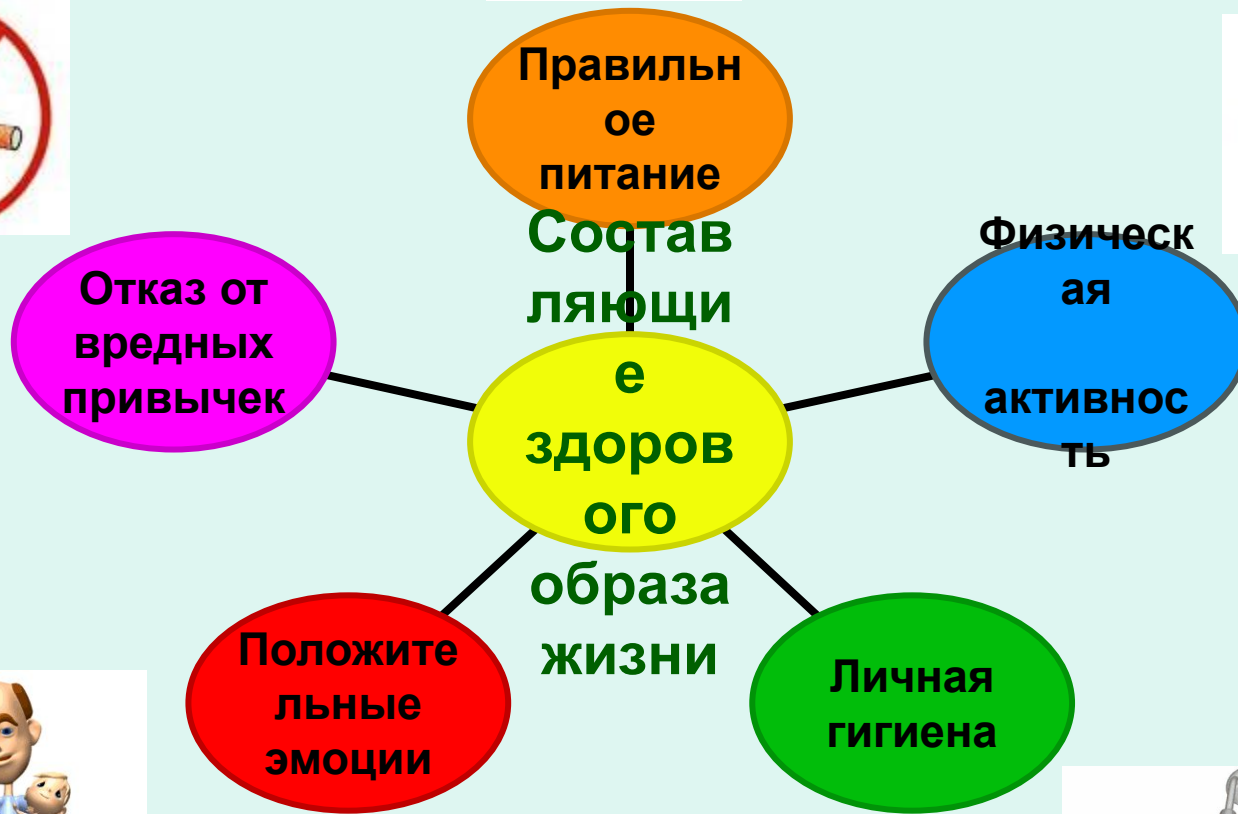 Правильн
ое
питание
Состав
ляющи
е
здоров
ого
образа
жизни
Физическ
ая
активнос
ть
Личная
гигиена
Положите
льные
эмоции
Отказ от
вредных
привычек